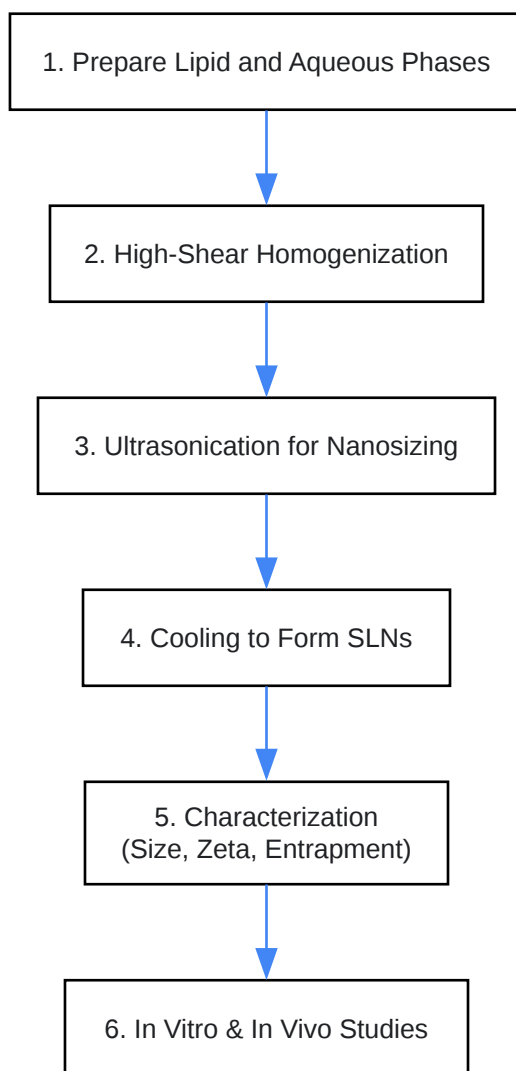 1. Prepare Lipid and Aqueous Phases
2. High-Shear Homogenization
3. Ultrasonication for Nanosizing
4. Cooling to Form SLNs
5. Characterization
(Size, Zeta, Entrapment)
6. In Vitro & In Vivo Studies